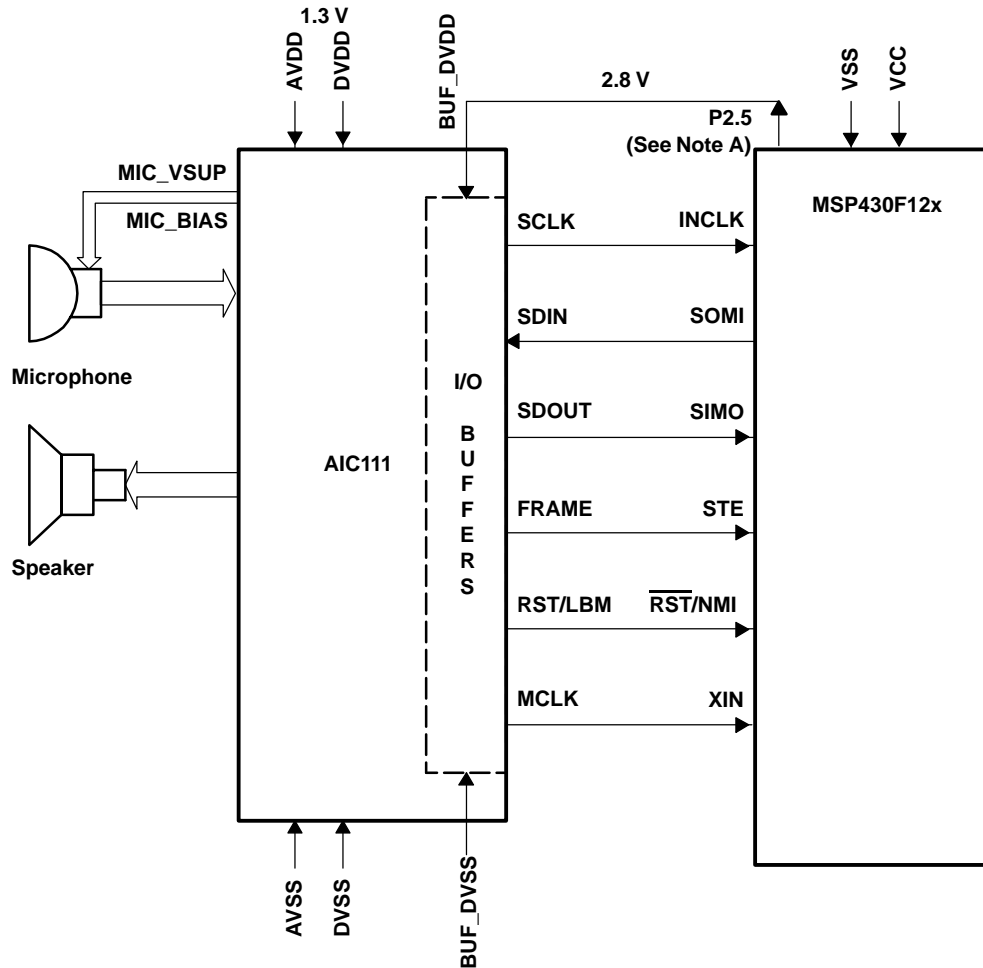 1.3 V
AVDD
DVDD
BUF_DVDD
2.8 V
VSS
VCC
P2.5
(See Note A)
MIC_VSUP
MIC_BIAS
MSP430F12x
SCLK
INCLK
Microphone
SDIN
SOMI
I/O
BUFFERS
SDOUT
SIMO
AIC111
FRAME
STE
Speaker
RST/LBM
RST/NMI
MCLK
XIN
AVSS
DVSS
BUF_DVSS